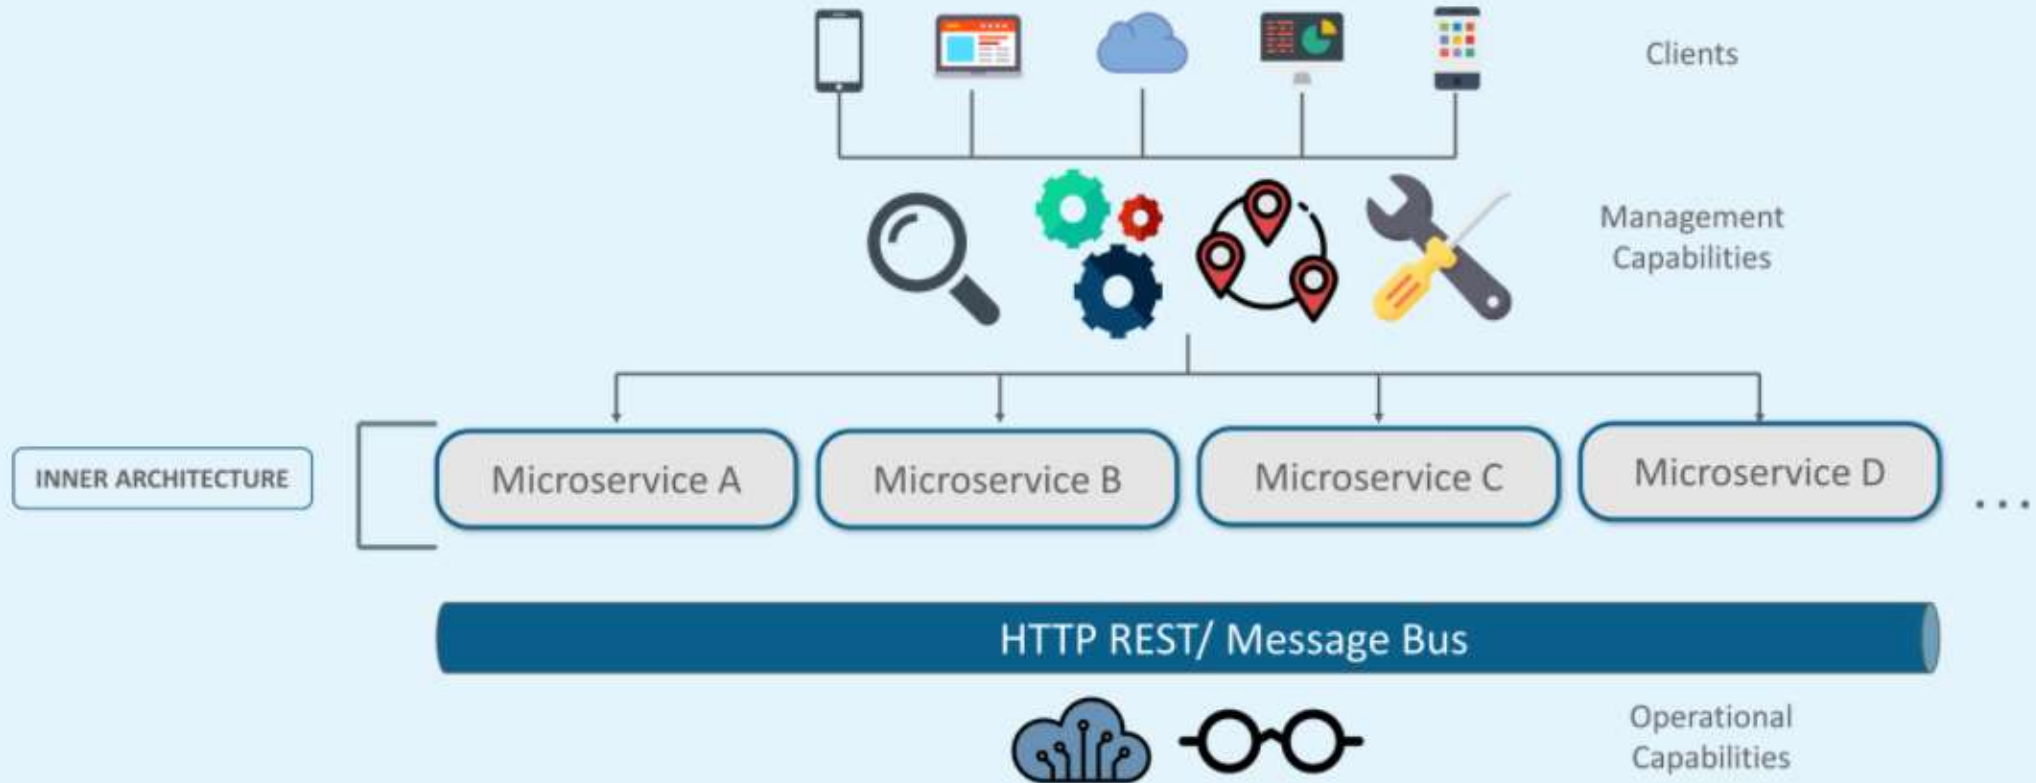 Clients
Management
Capabilities
INNER ARCHITECTURE
Microservice A
Microservice B
Microservice C
Microservice D
...
HTTP REST/ Message Bus
Operational
Capabilities